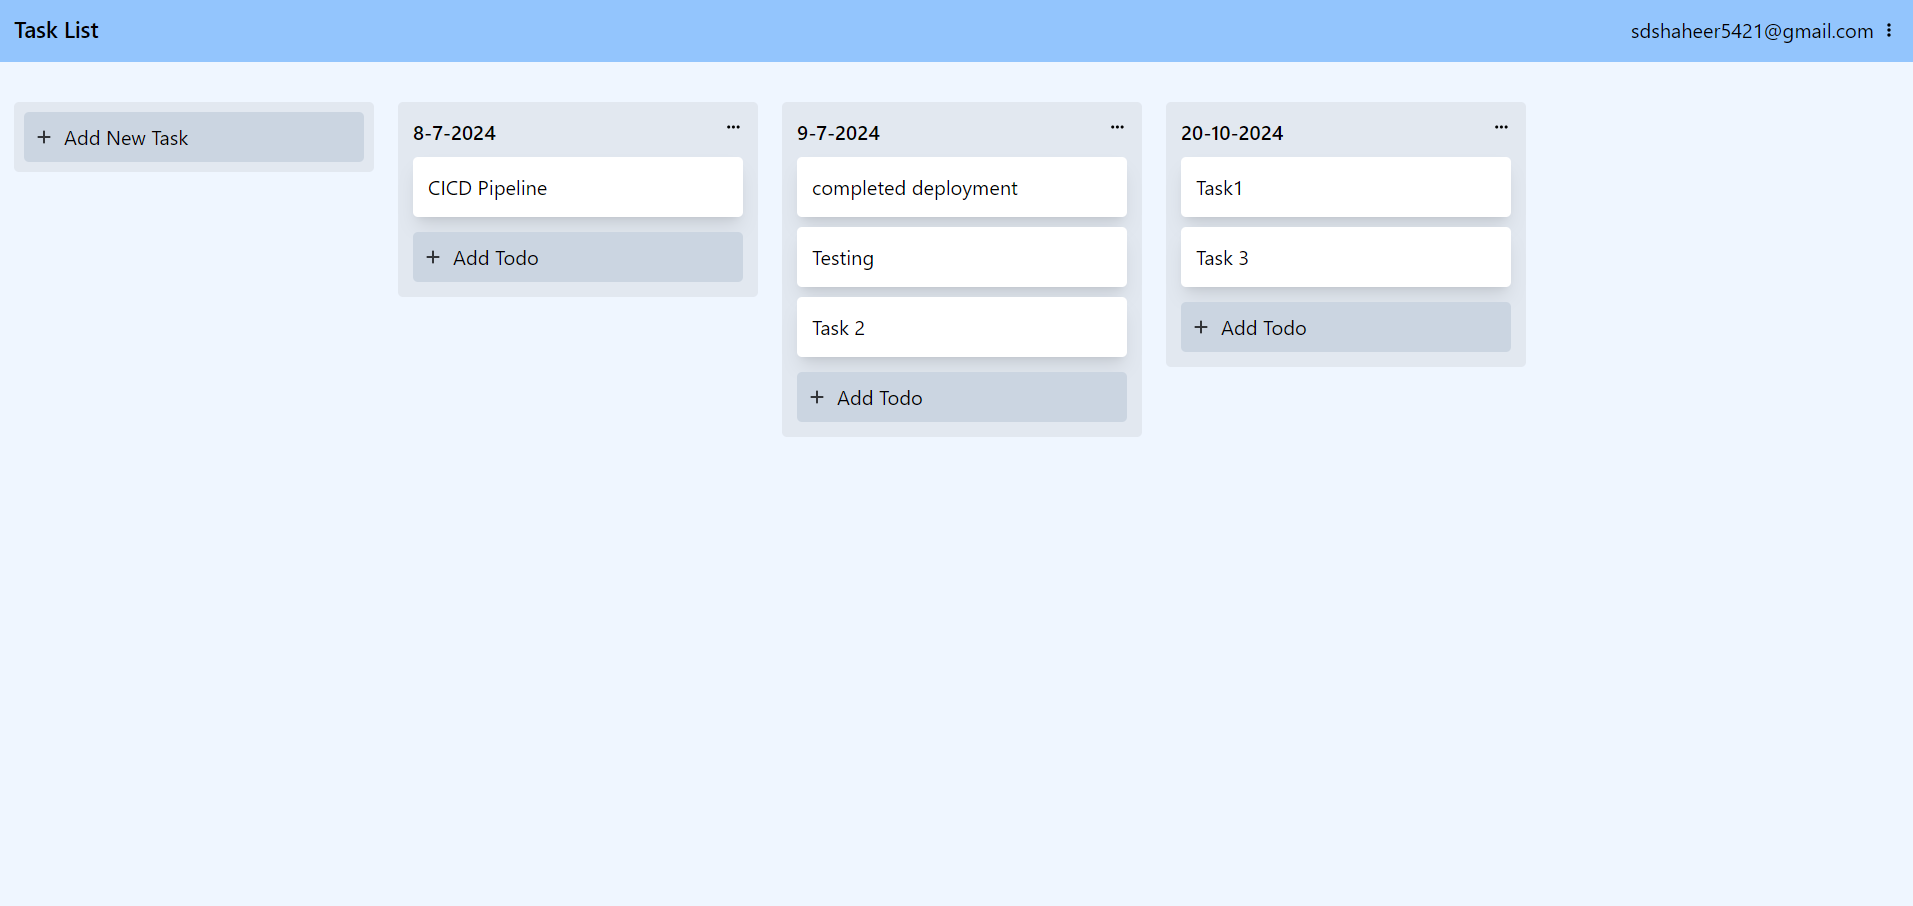 Task List
sdshaheer5421@gmail.com
+ Add New Task
8-7-2024
CICD Pipeline
+ Add Todo
9-7-2024
completed deployment
Testing
Task 2
+ Add Todo
20-10-2024
Task1
Task 3
+ Add Todo